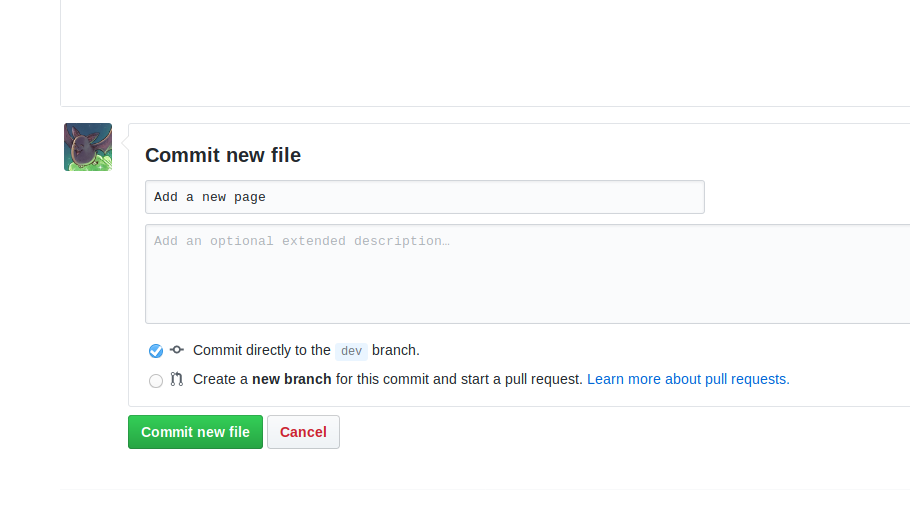 Commit new file
Add a new page
Add an optional extended description…
Commit directly to the dev branch.
Create a new branch for this commit and start a pull request. Learn more about pull requests.
Commit new file Cancel